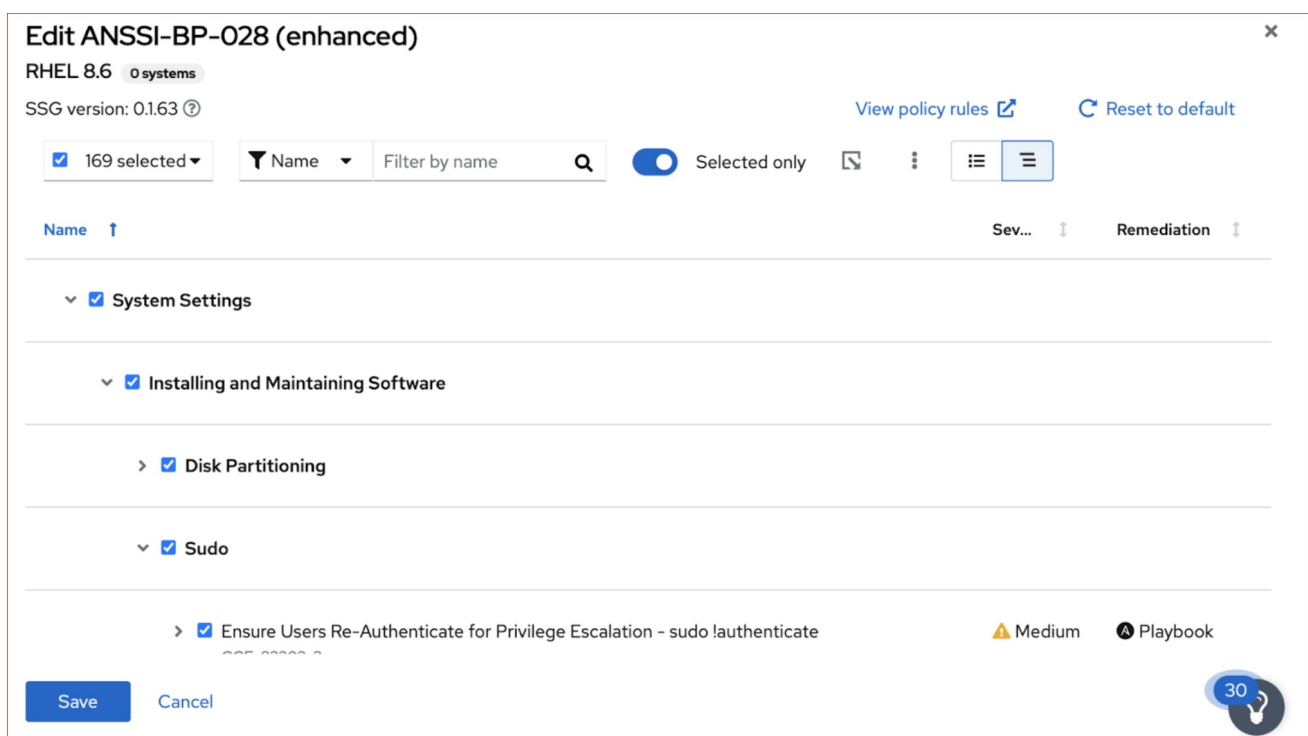 Edit ANSSI-BP-028 (enhanced)
RHEL 8.6 0 systems
SSG version: 0.1.63
View policy rules Reset to default
169 selected Name Filter by name Selected only
Name Sev... Remediation
System Settings
Installing and Maintaining Software
Disk Partitioning
Sudo
Ensure Users Re-Authenticate for Privilege Escalation - sudo !authenticate Medium Playbook
Save Cancel 30